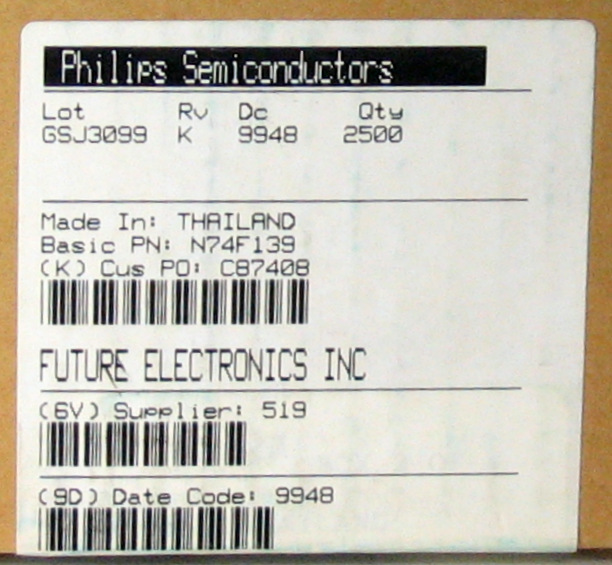 Philips Semiconductors
Lot Rv Dc Qty
GSJ3099 K 9948 2500
Made In: THAILAND
Basic PN: N74F139
(K) Cus PO: C87408
FUTURE ELECTRONICS INC
(6V) Supplier: 519
(9D) Date Code: 9948